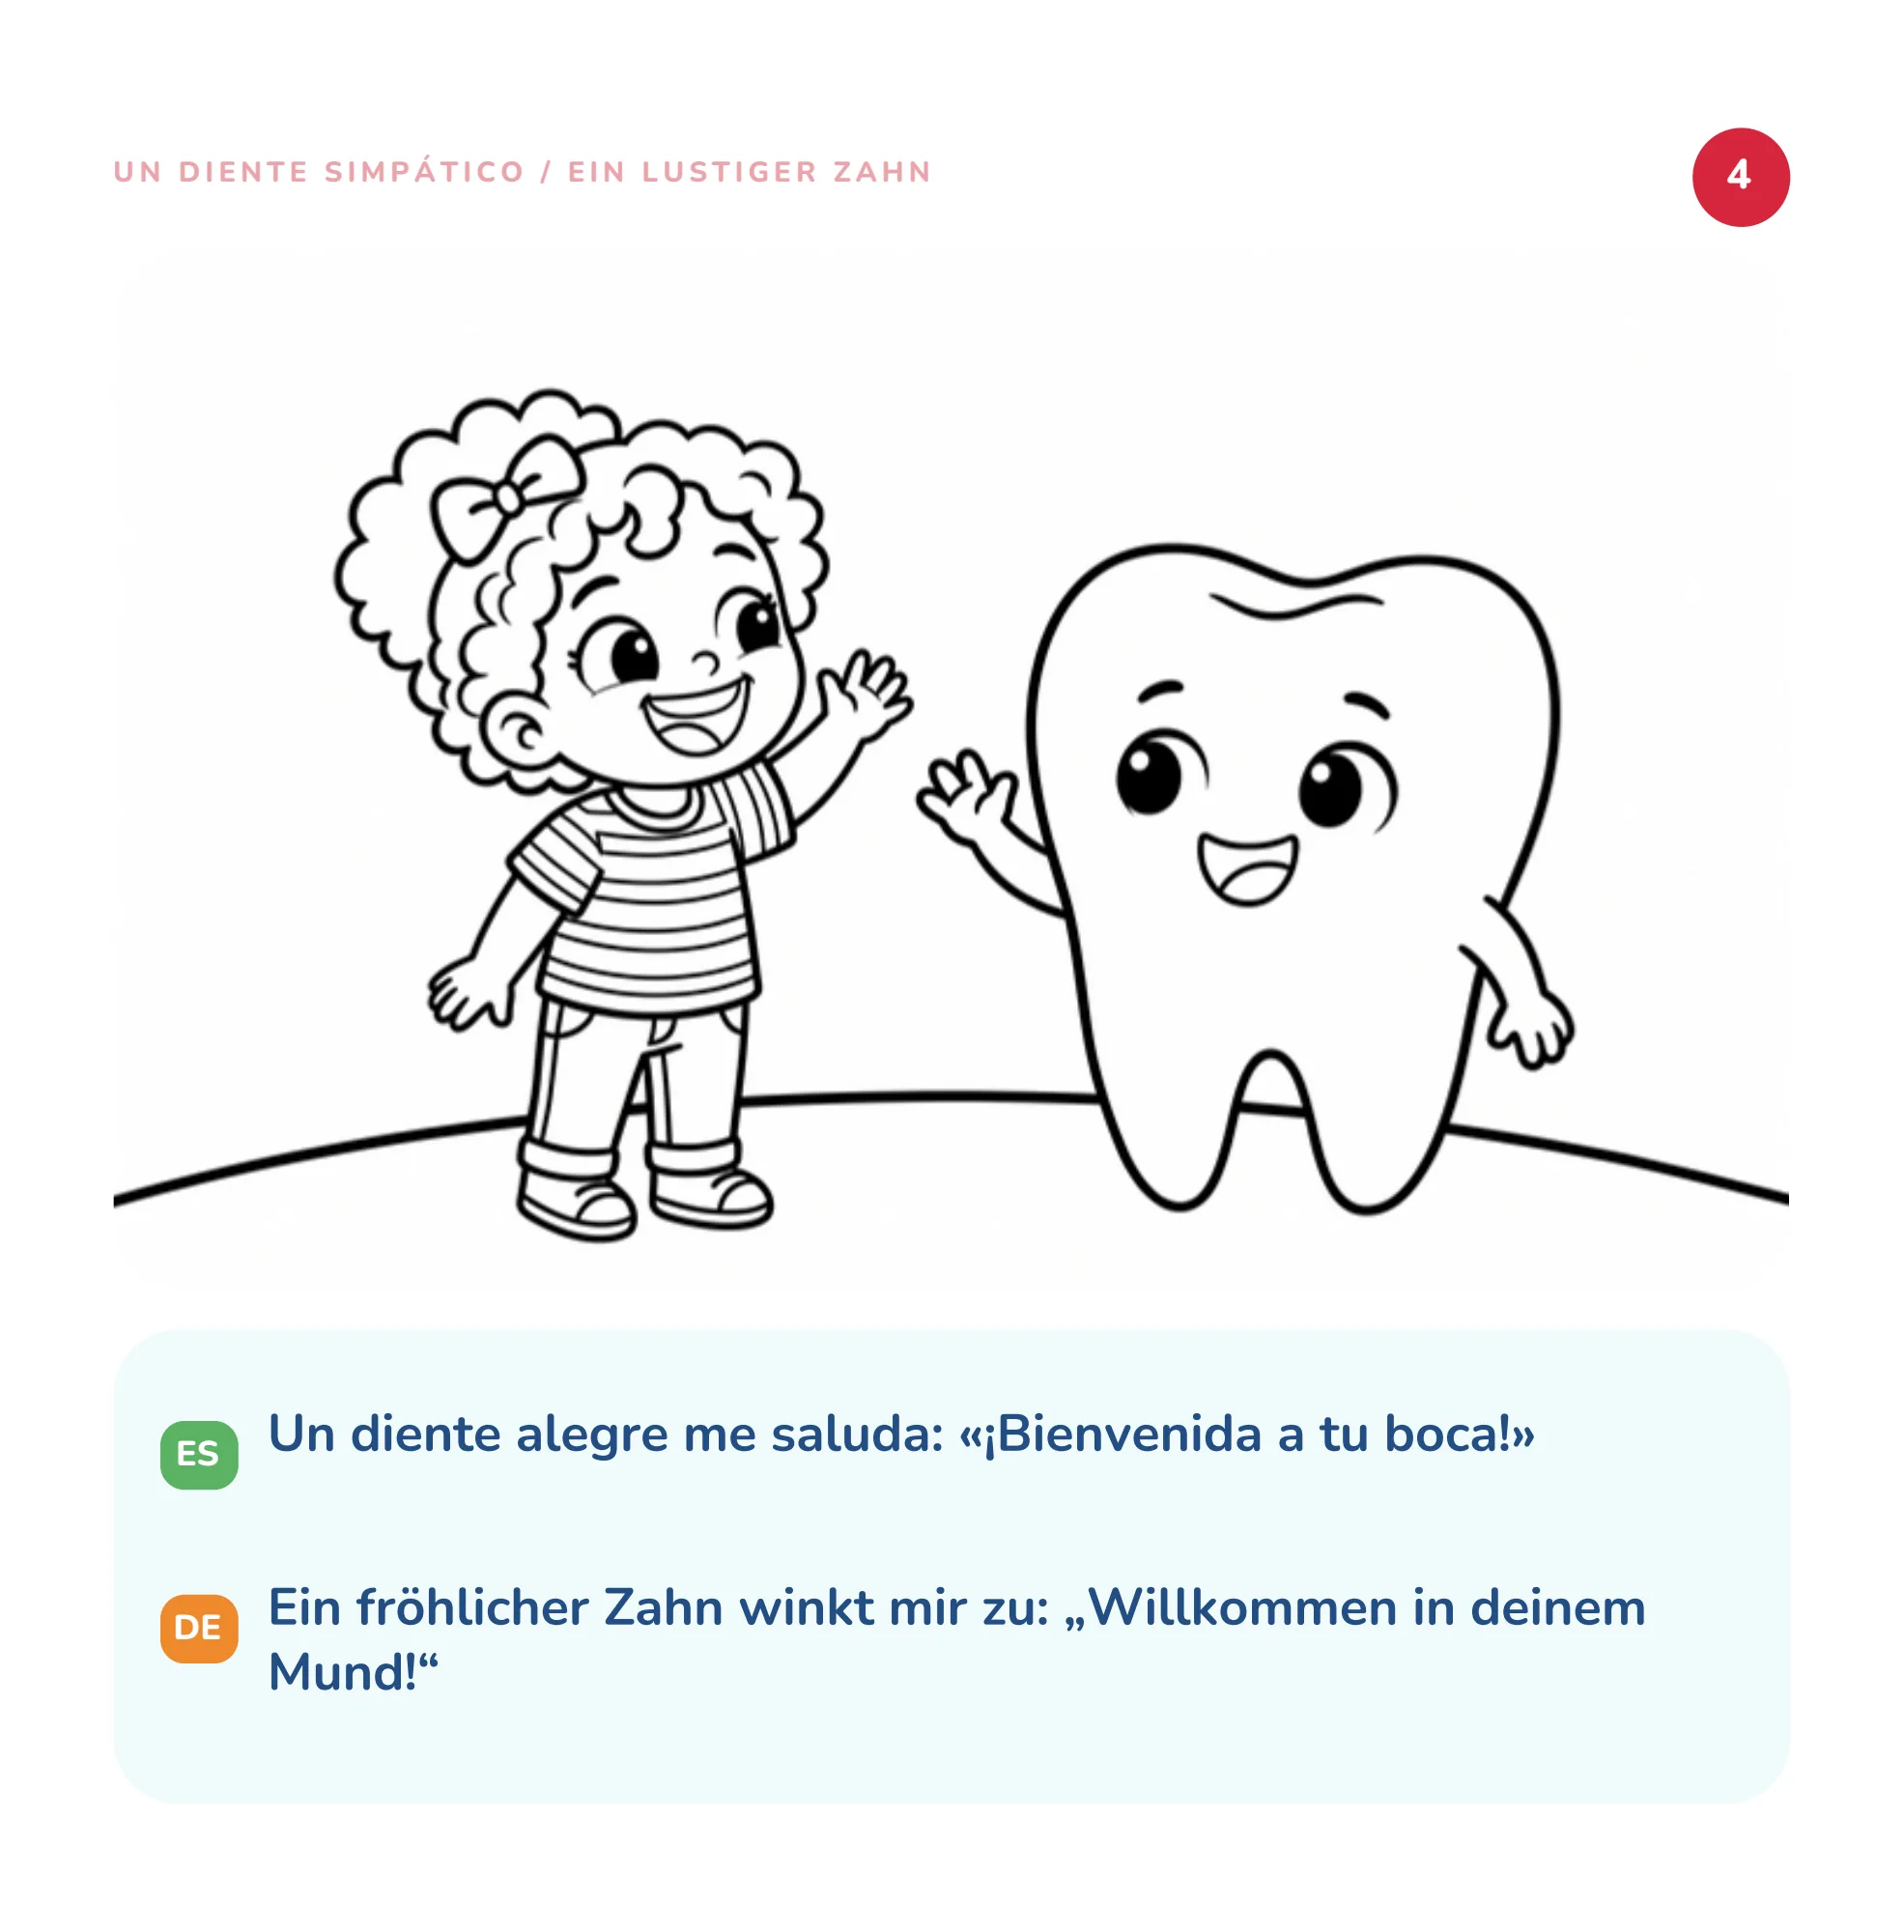 UN DIENTE SIMPÁTICO / EIN LUSTIGER ZAHN
4
ES Un diente alegre me saluda: «¡Bienvenida a tu boca!»
DE Ein fröhlicher Zahn winkt mir zu: „Willkommen in deinem
Mund!“